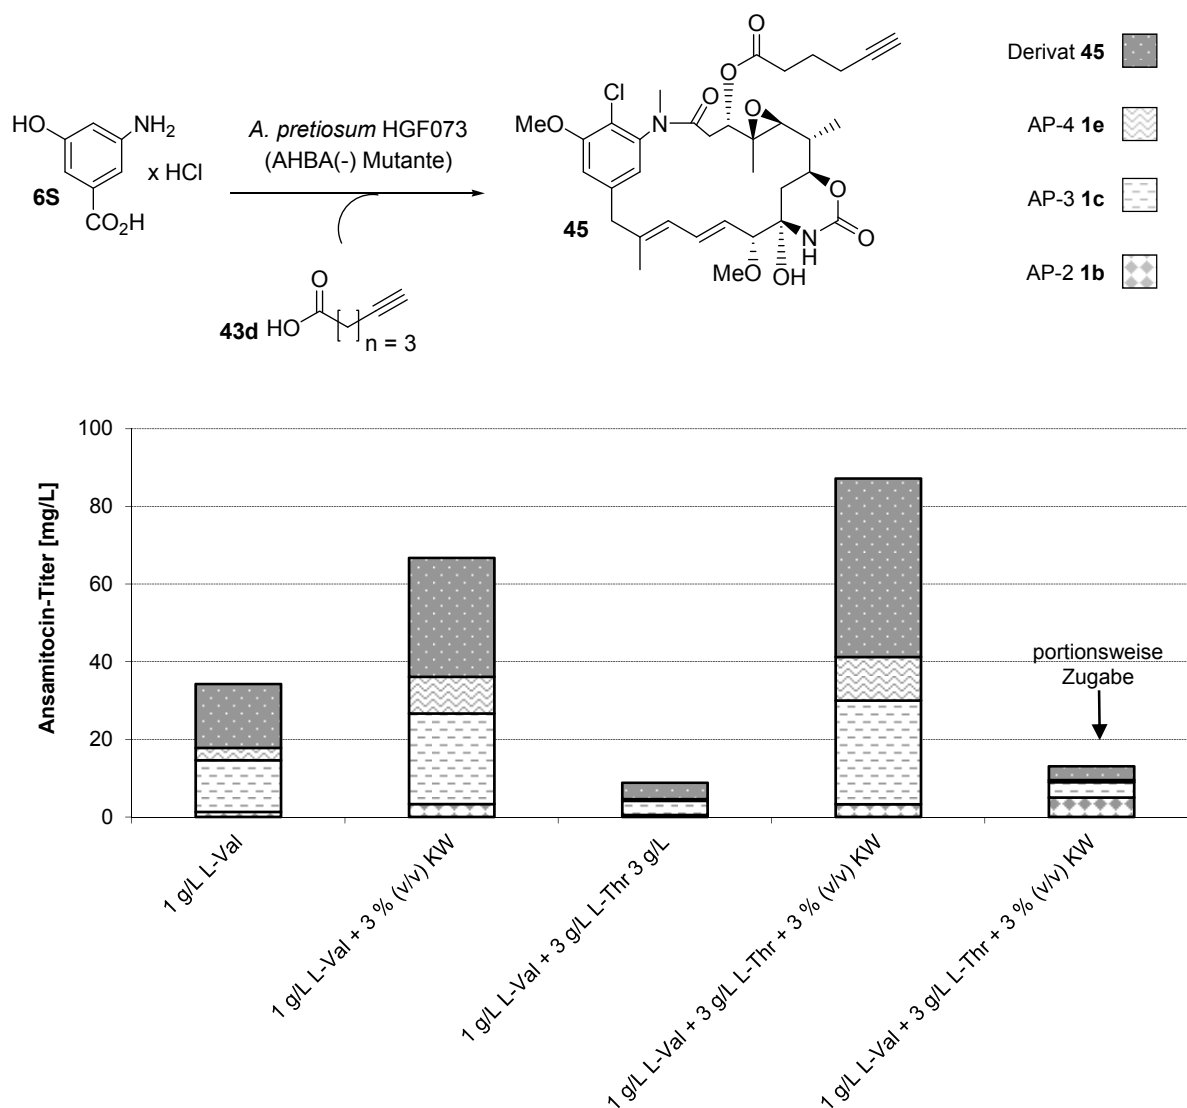 HO
NH2
x HCl
6S
CO2H
A. pretiosum HGF073
(AHBA(-) Mutante)
O
HO
43d
n = 3
O
O
Cl
MeO
N
O
O
O
N
H
O
MeO
OH
45
Derivat 45
AP-4 1e
AP-3 1c
AP-2 1b
Ansamitocin-Titer [mg/L]
100
80
60
40
20
0
portionsweise
Zugabe
1 g/L L-Val
1 g/L L-Val + 3 % (v/v) KW
1 g/L L-Val + 3 g/L L-Thr 3 g/L
1 g/L L-Val + 3 g/L L-Thr + 3 % (v/v) KW
1 g/L L-Val + 3 g/L L-Thr + 3 % (v/v) KW